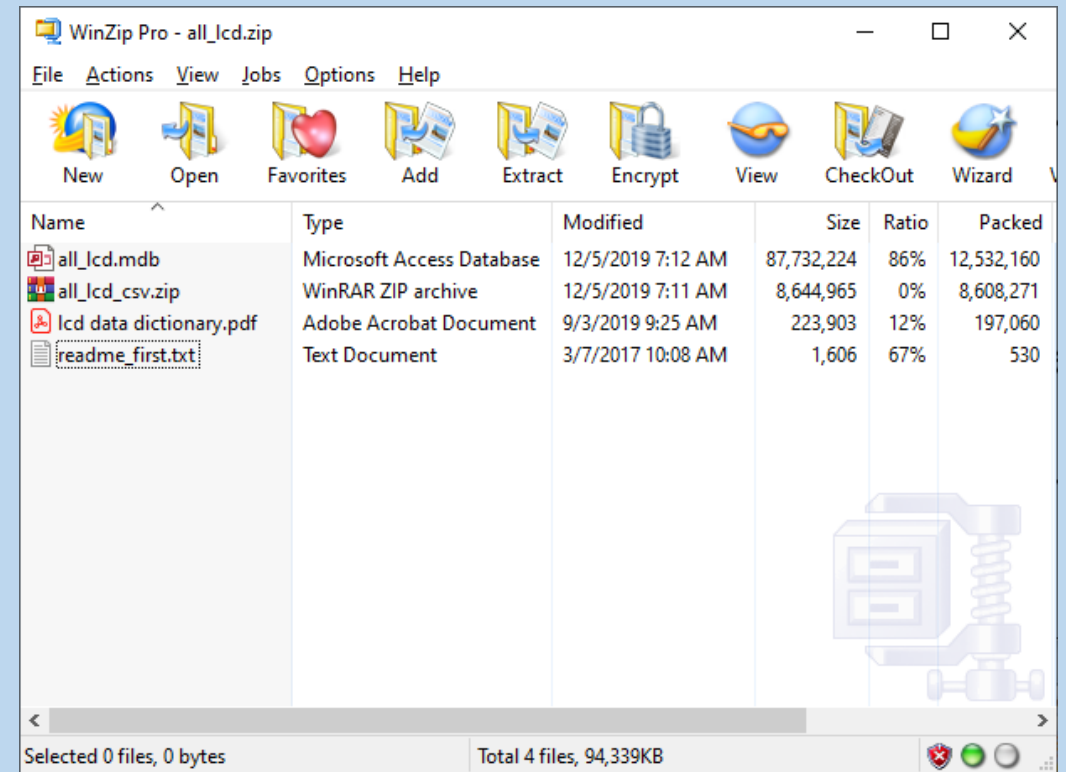 WinZip Pro - all_lcd.zip
File Actions View Jobs Options Help
New Open Favorites Add Extract Encrypt View CheckOut Wizard
Name Type Modified Size Ratio Packed
all_lcd.mdb Microsoft Access Database 12/5/2019 7:12 AM 87,732,224 86% 12,532,160
all_lcd_csv.zip WinRAR ZIP archive 12/5/2019 7:11 AM 8,644,965 0% 8,608,271
lcd data dictionary.pdf Adobe Acrobat Document 9/3/2019 9:25 AM 223,903 12% 197,060
readme_first.txt Text Document 3/7/2017 10:08 AM 1,606 67% 530
Selected 0 files, 0 bytes Total 4 files, 94,339KB